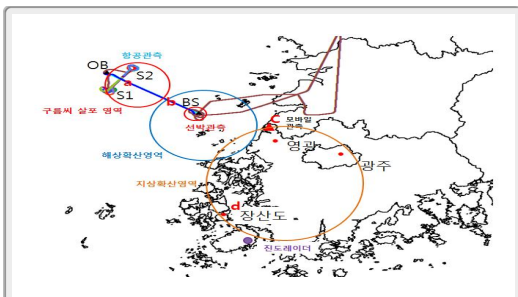 항공관측
OB
S2
a
S1
구름씨 살포 영역
b
BS
선박관측
C 모바일
관측
영광
해상확산영역
광주
지상확산영역
d
장산도
진도레이더